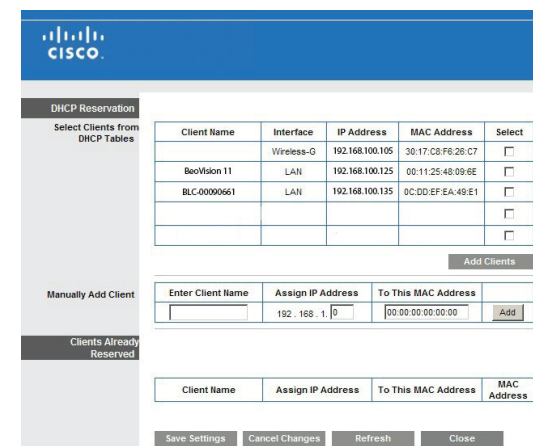 CISCO.
DHCP Reservation
Select Clients from
DHCP Tables
Client Name Interface IP Address MAC Address Select
Wireless-G 192.168.100.105 30:17:C8:F6:26:C7
BeoVision 11 LAN 192.168.100.125 00:11:25:48:09:6E
BLC-00090661 LAN 192.168.100.135 0C:DD:EF:EA:49:E1
Add Clients
Manually Add Client
Enter Client Name Assign IP Address To This MAC Address
192 . 168 . 1. 0 00:00:00:00:00:00 Add
Clients Already
Reserved
Client Name Assign IP Address To This MAC Address MAC
Address
Save Settings Cancel Changes Refresh Close